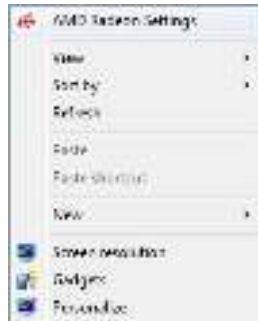 AMD Radeon Settings
View
Sort by
Refresh
Paste
Paste shortcut
New
Screen resolution
Gadgets
Personalize